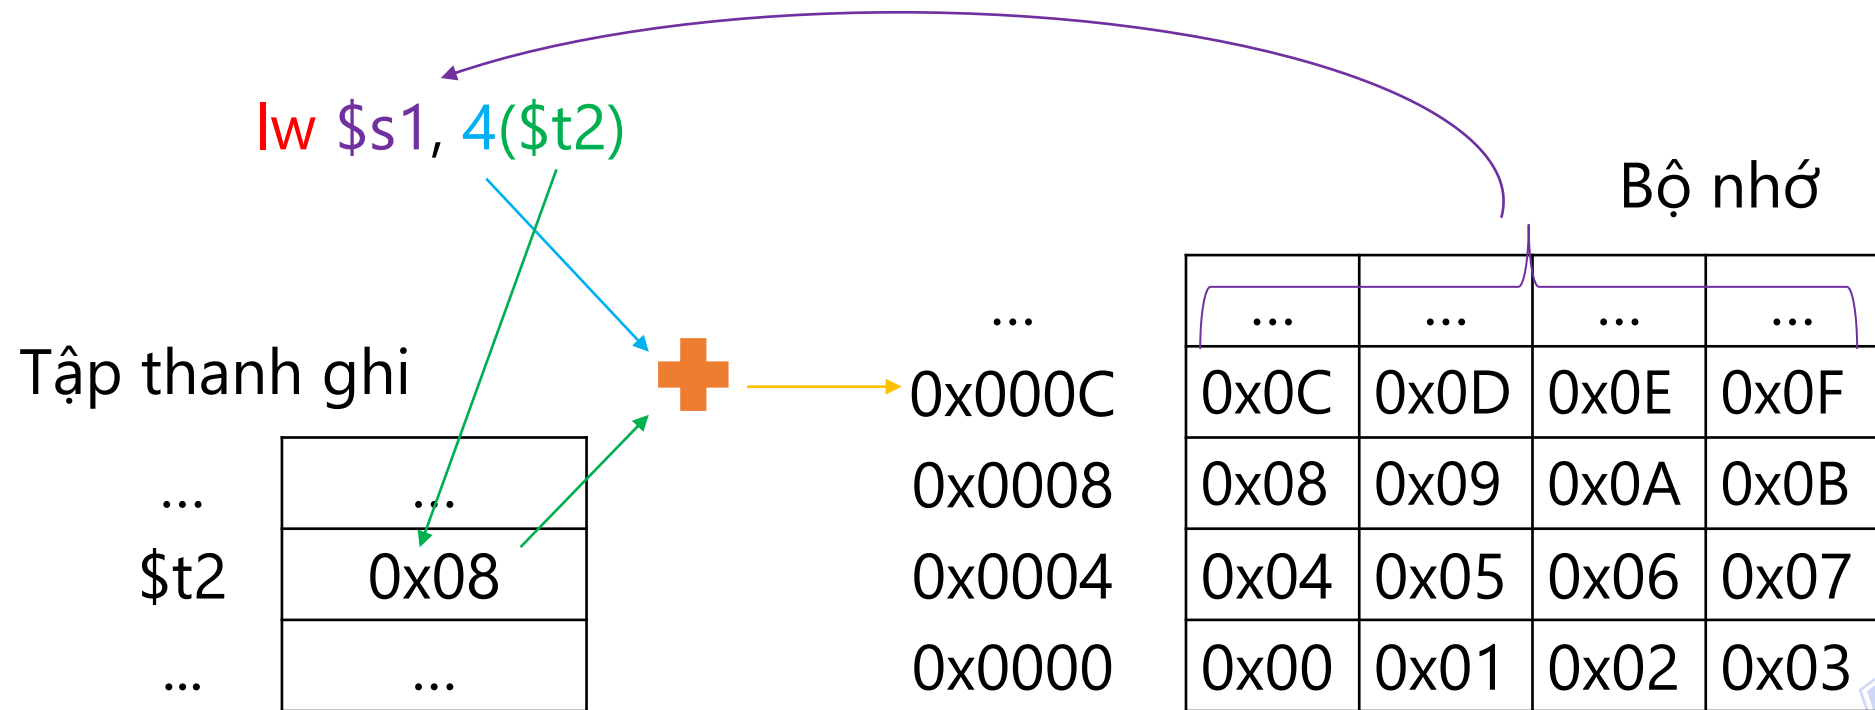 lw $s1, 4($t2)
Bộ nhớ
Tập thanh ghi
... ...
$t2 0x08
... ...
... ... ... ... ...
0x000C 0x0C 0x0D 0x0E 0x0F
0x0008 0x08 0x09 0x0A 0x0B
0x0004 0x04 0x05 0x06 0x07
0x0000 0x00 0x01 0x02 0x03